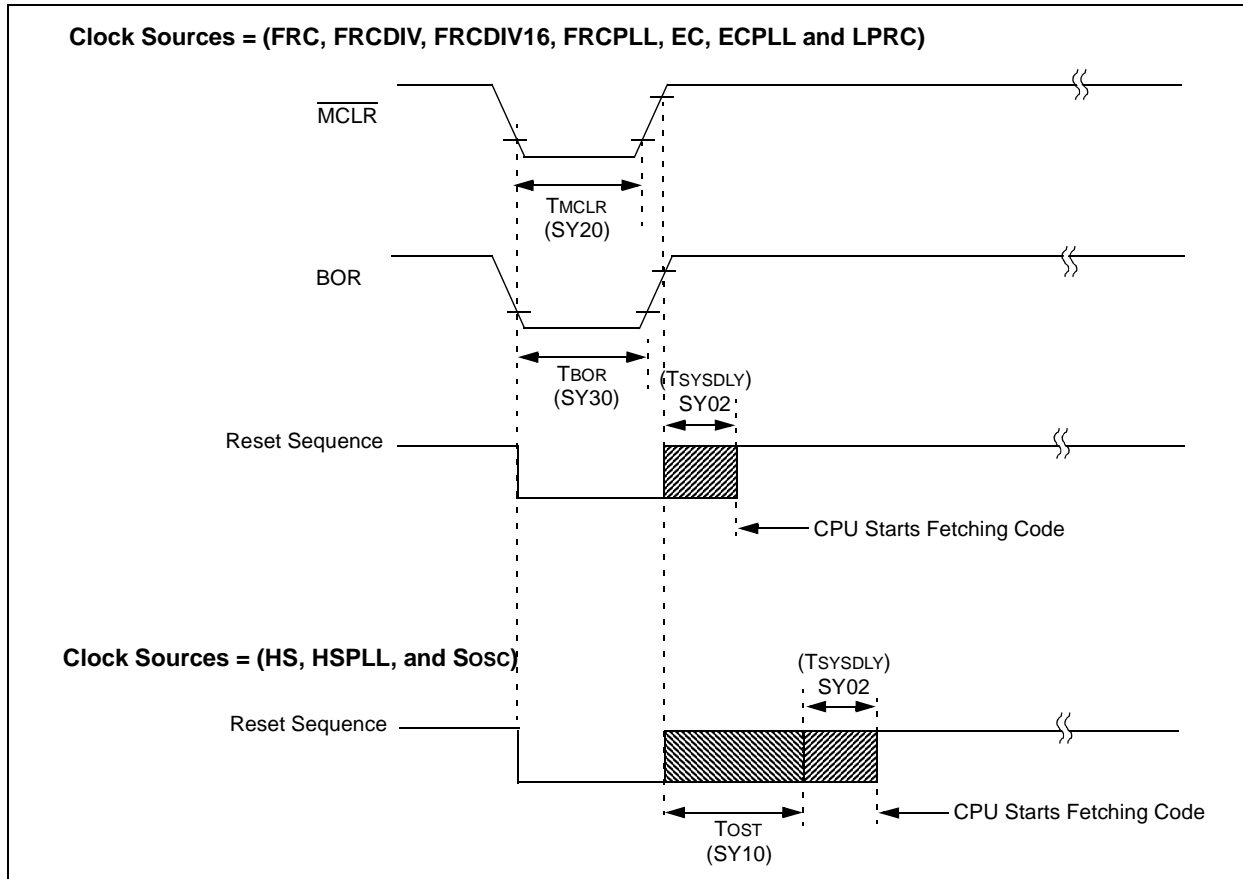 Clock Sources = (FRC, FRCDIV, FRCDIV16, FRCPLL, EC, ECPLL and LPRC)
MCLR
TMCLR
(SY20)
BOR
TBOR
(SY30)
(TSYSDLY)
SY02
Reset Sequence
CPU Starts Fetching Code
Clock Sources = (HS, HSPLL, and SOSC)
(TSYSDLY)
SY02
Reset Sequence
CPU Starts Fetching Code
TOST
(SY10)